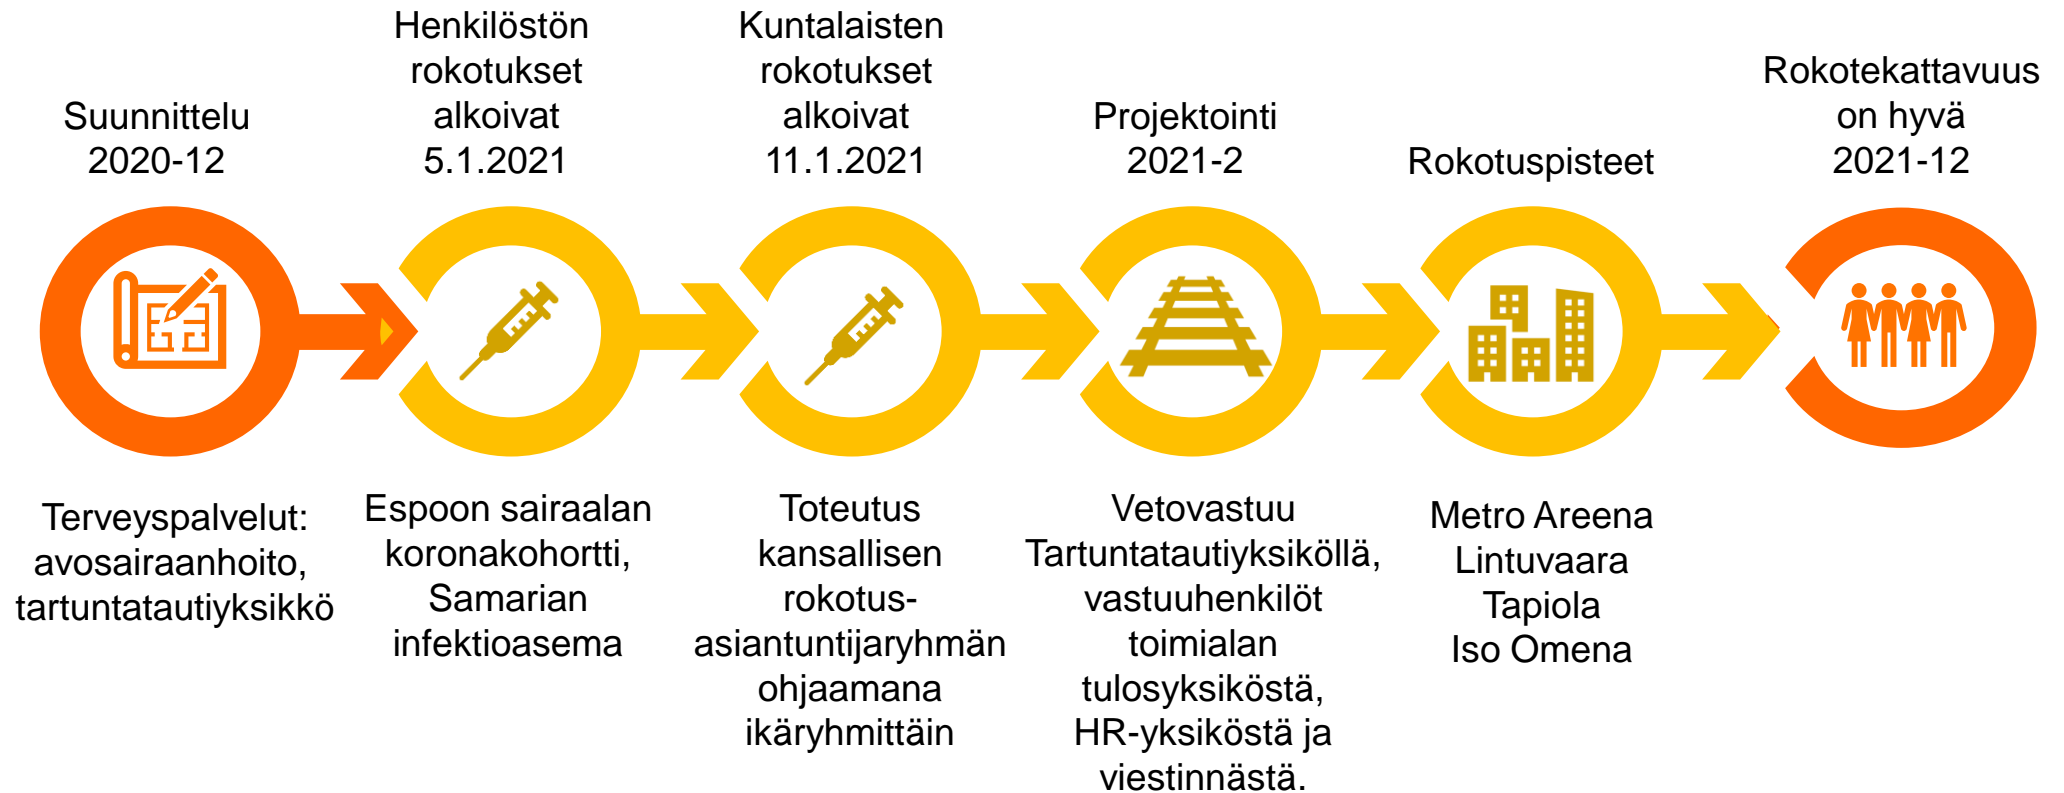 Suunnittelu
2020-12
Terveyspalvelut:
avosairaanhoito,
tartuntatautiyksikkö
Henkilöstön
rokotukset
alkoivat
5.1.2021
Espoon sairaalan
koronakohortti,
Samarian
infektioasema
Kuntalaisten
rokotukset
alkoivat
11.1.2021
Toteutus
kansallisen
rokotus-
asiantuntijaryhmän
ohjaamana
ikäryhmittäin
Projektointi
2021-2
Vetovastuu
Tartuntatautiyksiköllä,
vastuuhenkilöt
toimialan
tulosyksiköstä,
HR-yksiköstä ja
viestinnästä.
Rokotuspisteet
Metro Areena
Lintuvaara
Tapiola
Iso Omena
Rokotekattavuus
on hyvä
2021-12